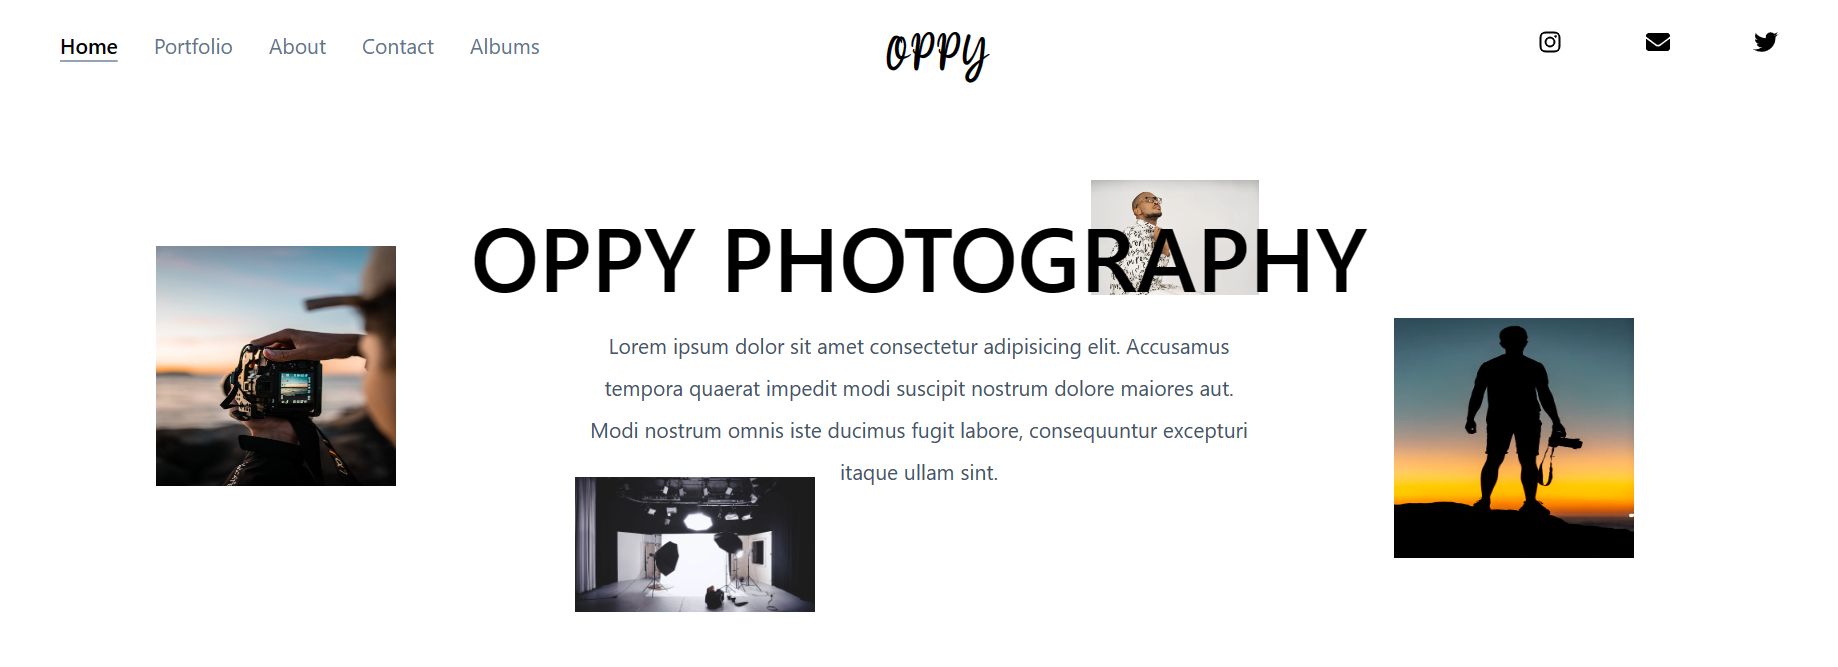 Home Portfolio About Contact Albums
OPPY
OPPY PHOTOGRAPHY
Lorem ipsum dolor sit amet consectetur adipisicing elit. Accusamus
tempora quaerat impedit modi suscipit nostrum dolore maiores aut.
Modi nostrum omnis iste ducimus fugit labore, consequuntur excepturi
itaque ullam sint.